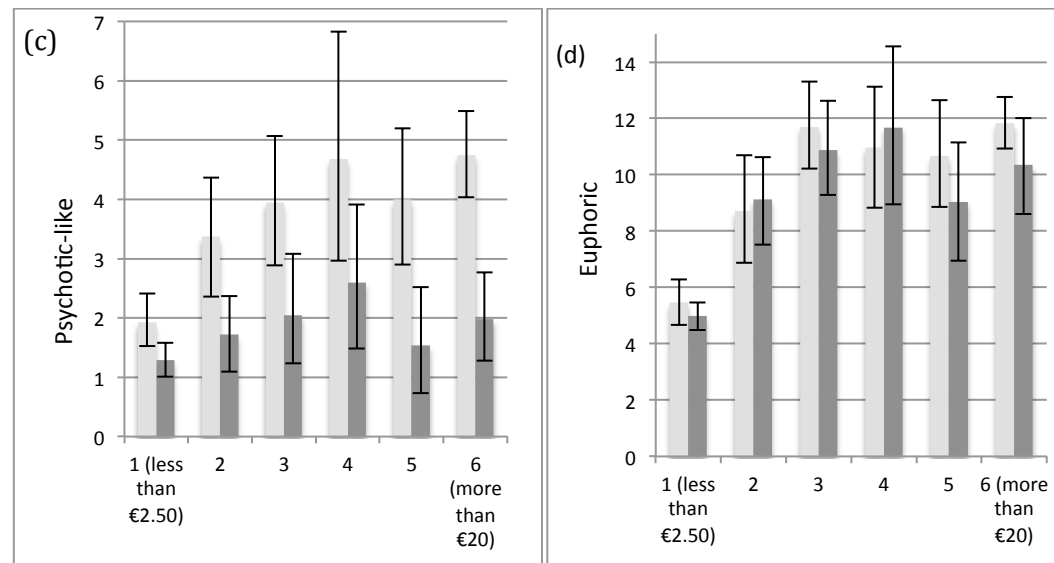 (c)
Psychotic-like
7
6
5
4
3
2
1
0
1 (less
than
€2.50)
2
3
4
5
6
(more
than
€20)
(d)
Euphoric
14
12
10
8
6
4
2
0
1 (less
than
€2.50)
2
3
4
5
6 (more
than
€20)